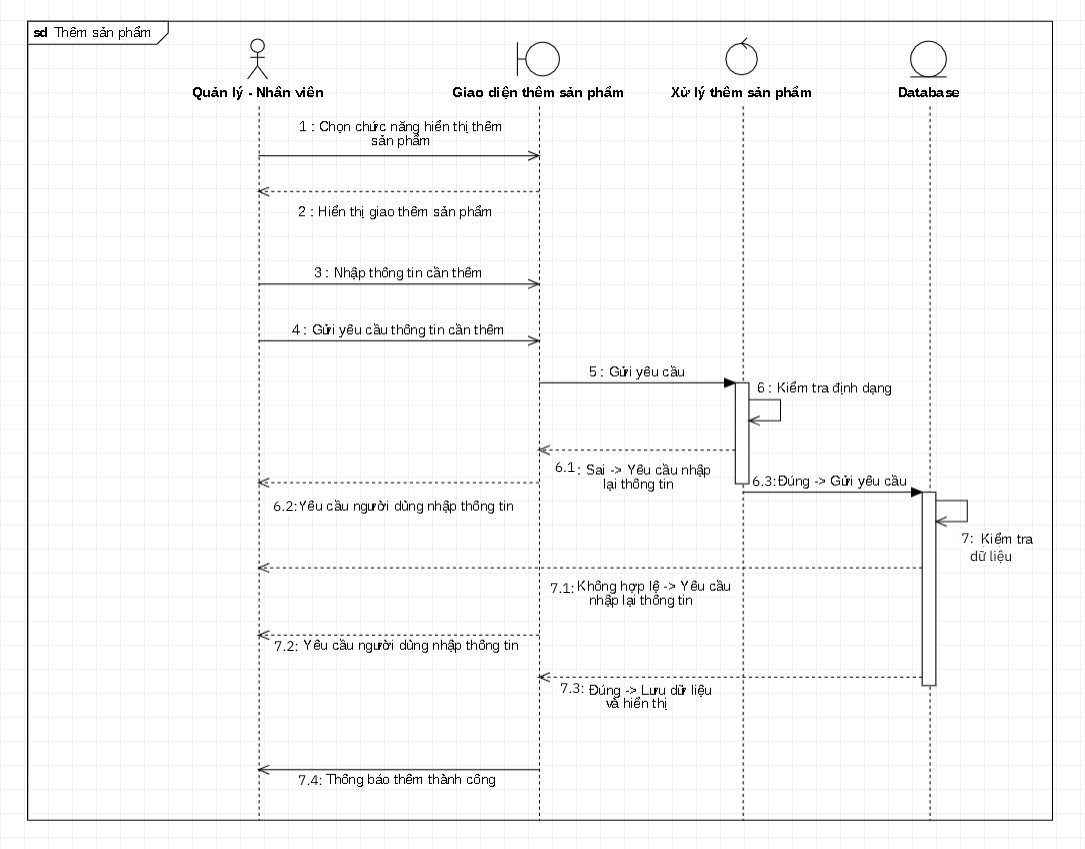 sd Thêm sản phẩm
Quản lý - Nhân viên
Giao diện thêm sản phẩm
Xử lý thêm sản phẩm
Database
1 : Chọn chức năng hiển thị thêm
sản phẩm
2 : Hiển thị giao thêm sản phẩm
3 : Nhập thông tin cần thêm
4 : Gửi yêu cầu thông tin cần thêm
5 : Gửi yêu cầu
6 : Kiểm tra định dạng
6.1: Sai -> Yêu cầu nhập
lại thông tin
6.3:Đúng -> Gửi yêu cầu
6.2:Yêu cầu người dùng nhập thông tin
7: Kiểm tra
dữ liệu
7.1:Không hợp lệ -> Yêu cầu
nhập lại thông tin
7.2: Yêu cầu người dùng nhập thông tin
7.3: Đúng -> Lưu dữ liệu
và hiển thị
7.4: Thông báo thêm thành công